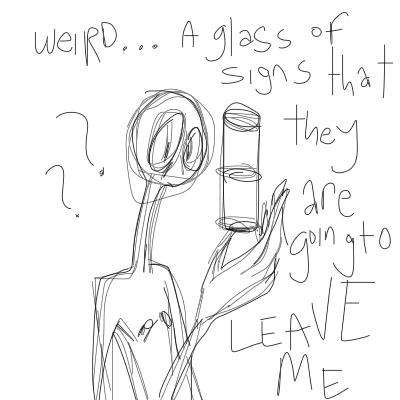 WEIRD... A glass of
signs that
they
are
going to
LEAVE
ME
? ?